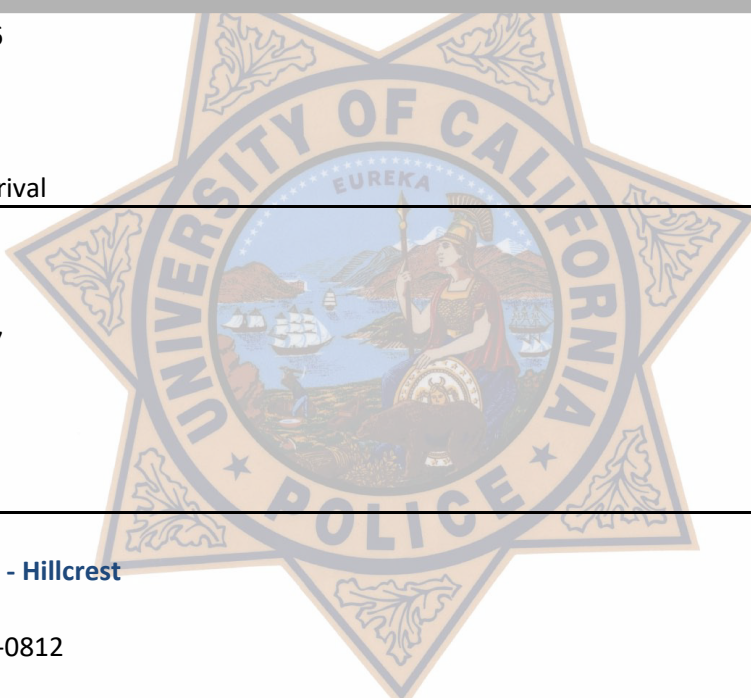 rival
UNIVERSITY OF CALIFORNIA
EUREKA
POLICE
- Hillcrest
-0812